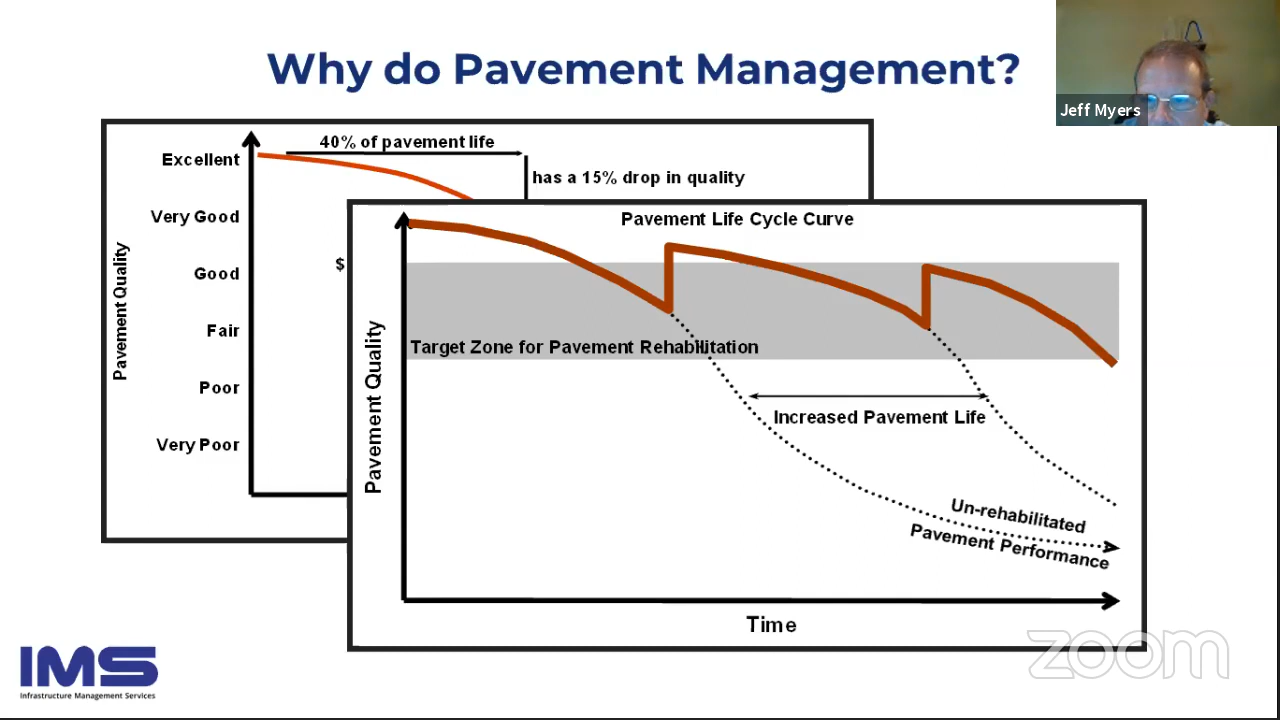 Why do Pavement Management?
Jeff Myers
40% of pavement life
has a 15% drop in quality
Excellent
Very Good
Good
Fair
Poor
Very Poor
Pavement Quality
$
Pavement Life Cycle Curve
Target Zone for Pavement Rehabilitation
Increased Pavement Life
Un-rehabilitated
Pavement Performance
Pavement Quality
Time
IMS
Infrastructure Management Services
zoom